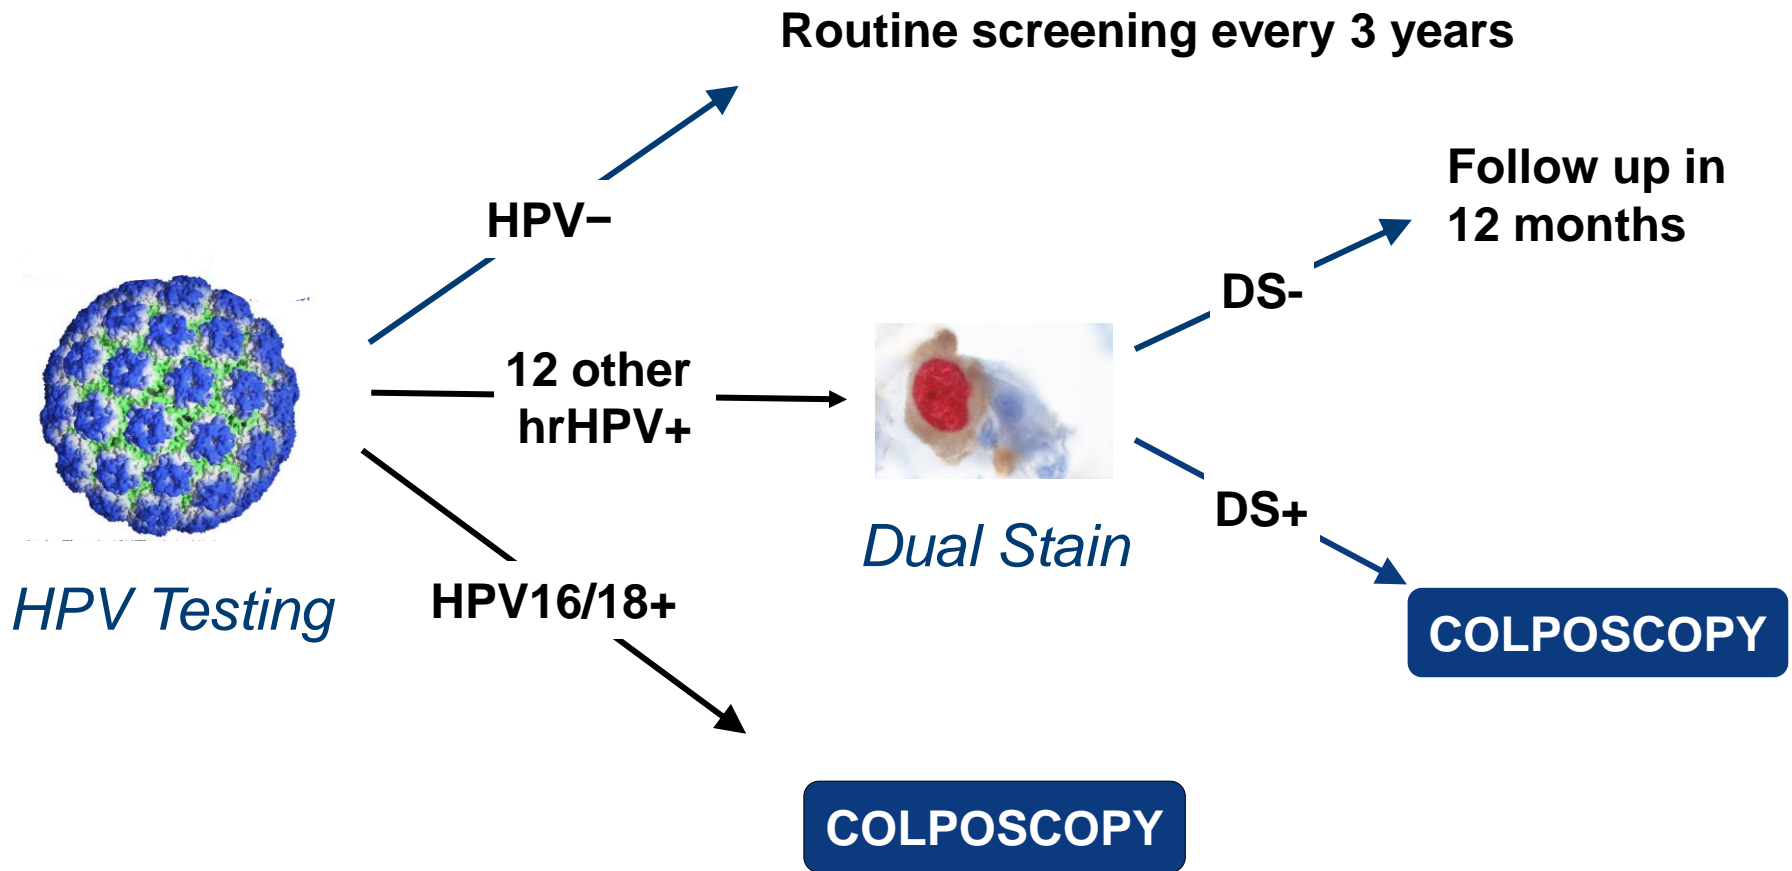 Routine screening every 3 years
Follow up in
12 months
HPV−
DS-
12 other
hrHPV+
DS+
Dual Stain
HPV Testing
HPV16/18+
COLPOSCOPY
COLPOSCOPY